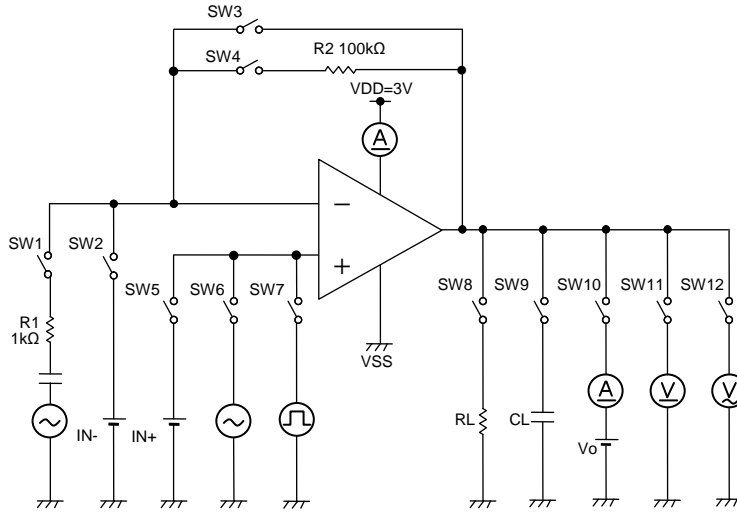 SW3
SW4
R2 100kΩ
VDD=3V
A
−
+
VSS
SW1
SW2
SW5
SW6
SW7
SW8
SW9
SW10
SW11
SW12
R1
1kΩ
IN-
IN+
RL
CL
A
V
V
Vo